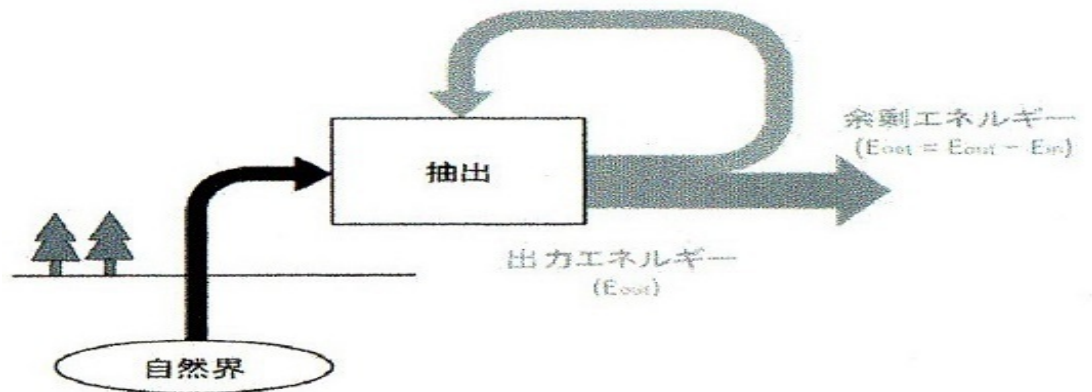 余剰エネルギー
(Eoet = Eout − Ein)
抽出
出力エネルギー
(Eout)
自然界